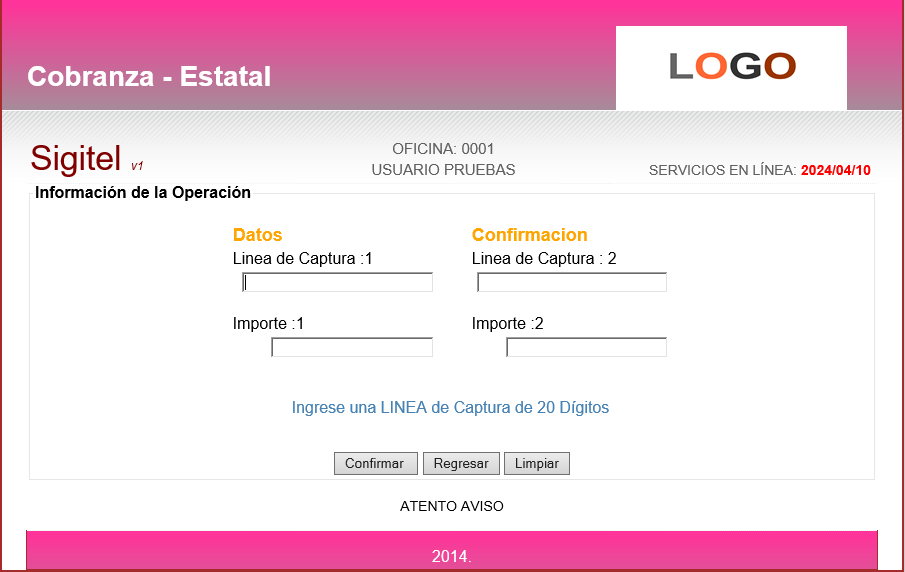 Cobranza - Estatal
LOGO
Sigitel v1
OFICINA: 0001
USUARIO PRUEBAS
SERVICIOS EN LÍNEA: 2024/04/10
Información de la Operación
Datos
Confirmacion
Linea de Captura :1
Linea de Captura : 2
Importe :1
Importe :2
Ingrese una LINEA de Captura de 20 Dígitos
Confirmar
Regresar
Limpiar
ATENTO AVISO
2014.